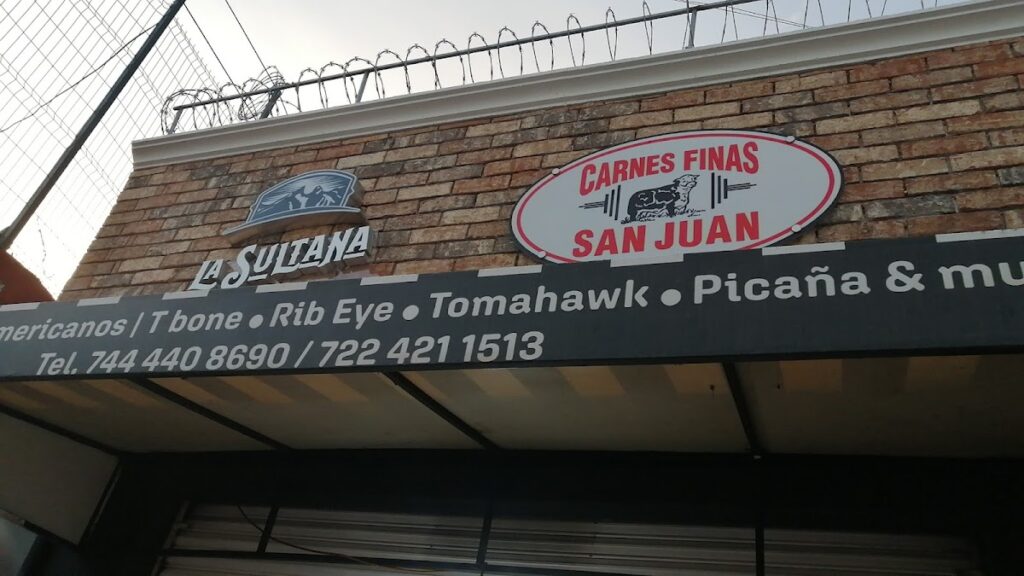 LA SULTANA
CARNES FINAS
SAN JUAN
mericanos / T bone • Rib Eye • Tomahawk • Picaña & mu
Tel. 744 440 8690 / 722 421 1513